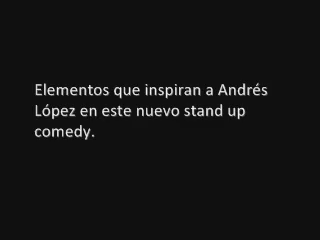 Elementos que inspiran a Andrés
López en este nuevo stand up
comedy.